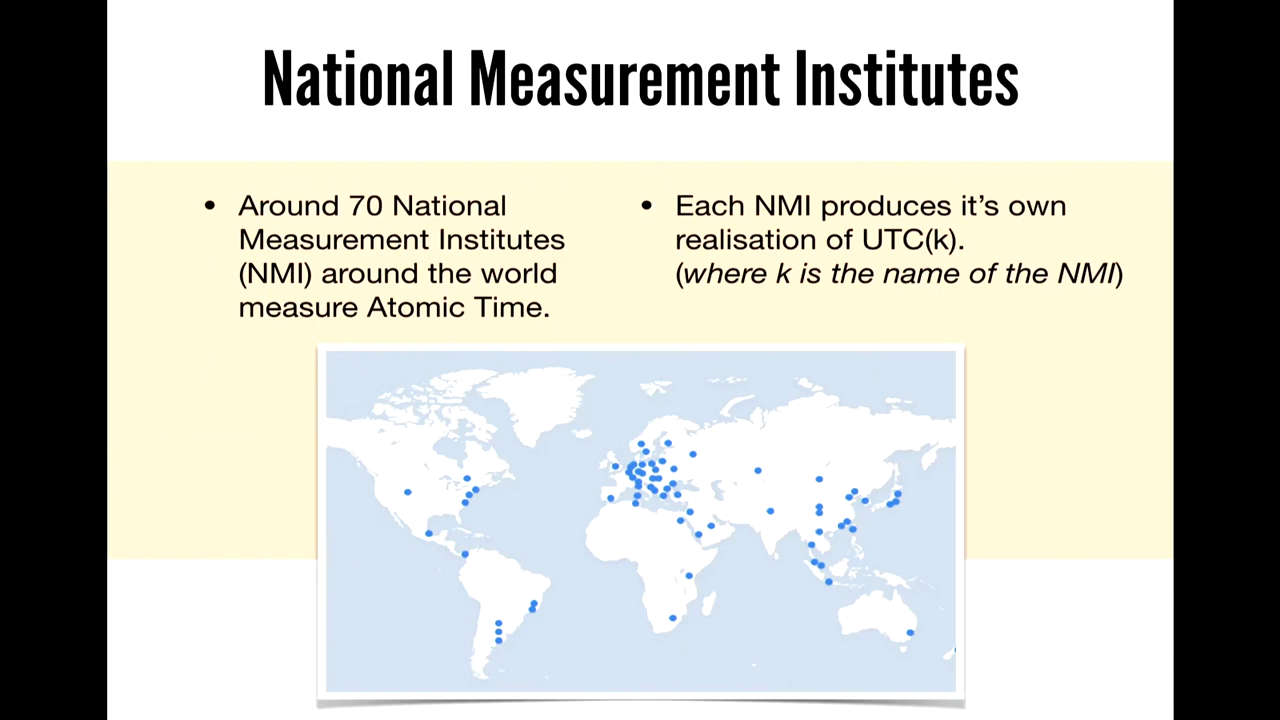 National Measurement Institutes
• Around 70 National
Measurement Institutes
(NMI) around the world
measure Atomic Time.
• Each NMI produces it’s own
realisation of UTC(k).
(where k is the name of the NMI)